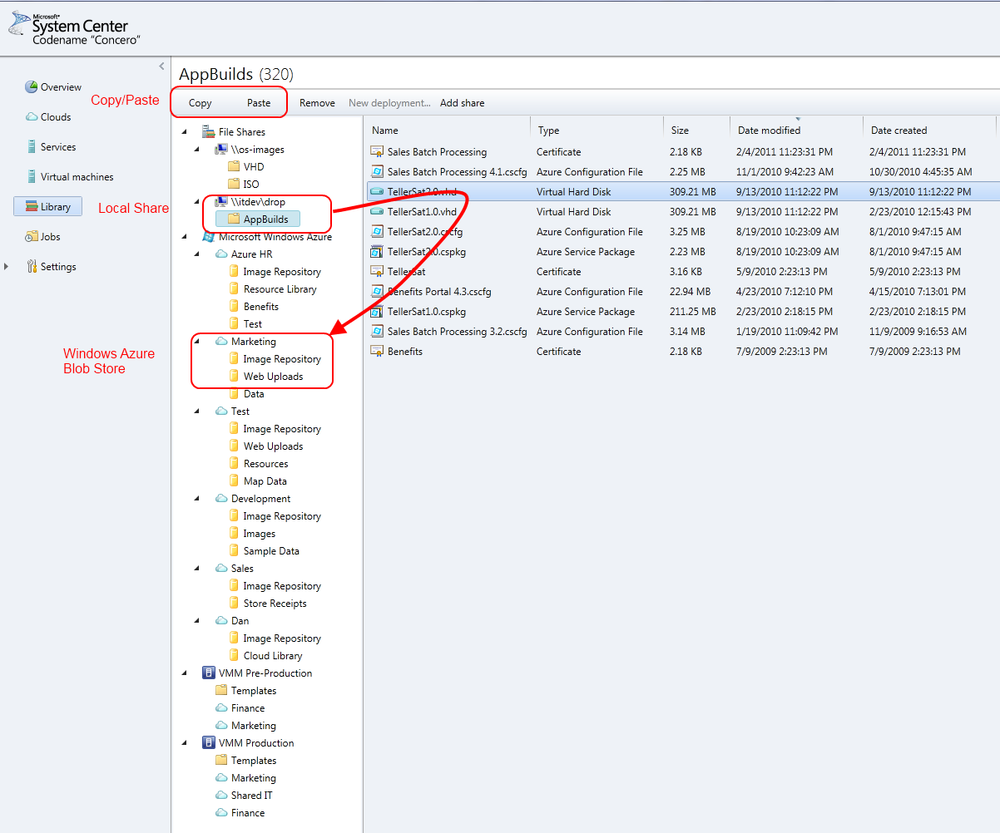 Microsoft®
System Center
Codename "Concero"
Overview
Clouds
Services
Virtual machines
Library
Jobs
Settings
Copy/Paste
Local Share
Windows Azure
Blob Store
AppBuilds (320)
Copy Paste Remove New deployment... Add share
File Shares
\\os-images
VHD
ISO
\\itdev\drop
AppBuilds
Microsoft Windows Azure
Azure HR
Image Repository
Resource Library
Benefits
Test
Marketing
Image Repository
Web Uploads
Data
Test
Image Repository
Web Uploads
Resources
Map Data
Development
Image Repository
Images
Sample Data
Sales
Image Repository
Store Receipts
Dan
Image Repository
Cloud Library
VMM Pre-Production
Templates
Finance
Marketing
VMM Production
Templates
Marketing
Shared IT
Finance
Name Type Size Date modified Date created
Sales Batch Processing Certificate 2.18 KB 2/4/2011 11:23:31 PM 2/4/2011 11:23:31 PM
Sales Batch Processing 4.1.cscfg Azure Configuration File 2.25 MB 11/1/2010 9:42:23 AM 10/30/2010 4:45:35 AM
TellerSat2.0.vhd Virtual Hard Disk 309.21 MB 9/13/2010 11:12:22 PM 9/13/2010 11:12:22 PM
TellerSat1.0.vhd Virtual Hard Disk 309.21 MB 9/13/2010 11:12:22 PM 2/23/2010 12:15:43 PM
TellerSat2.0.cscfg Azure Configuration File 3.25 MB 8/19/2010 10:23:09 AM 8/1/2010 9:47:15 AM
TellerSat2.0.cspkg Azure Service Package 2.23 MB 8/19/2010 10:23:09 AM 8/1/2010 9:47:15 AM
TellerSat Certificate 3.16 KB 5/9/2010 2:23:13 PM 5/9/2010 2:23:13 PM
Benefits Portal 4.3.cscfg Azure Configuration File 22.94 MB 4/23/2010 7:12:10 PM 4/15/2010 7:13:01 PM
TellerSat1.0.cspkg Azure Service Package 211.25 MB 2/23/2010 2:18:15 PM 2/23/2010 2:18:15 PM
Sales Batch Processing 3.2.cscfg Azure Configuration File 3.14 MB 1/19/2010 11:09:42 PM 11/9/2009 9:16:53 AM
Benefits Certificate 2.18 KB 7/9/2009 2:23:13 PM 7/9/2009 2:23:13 PM